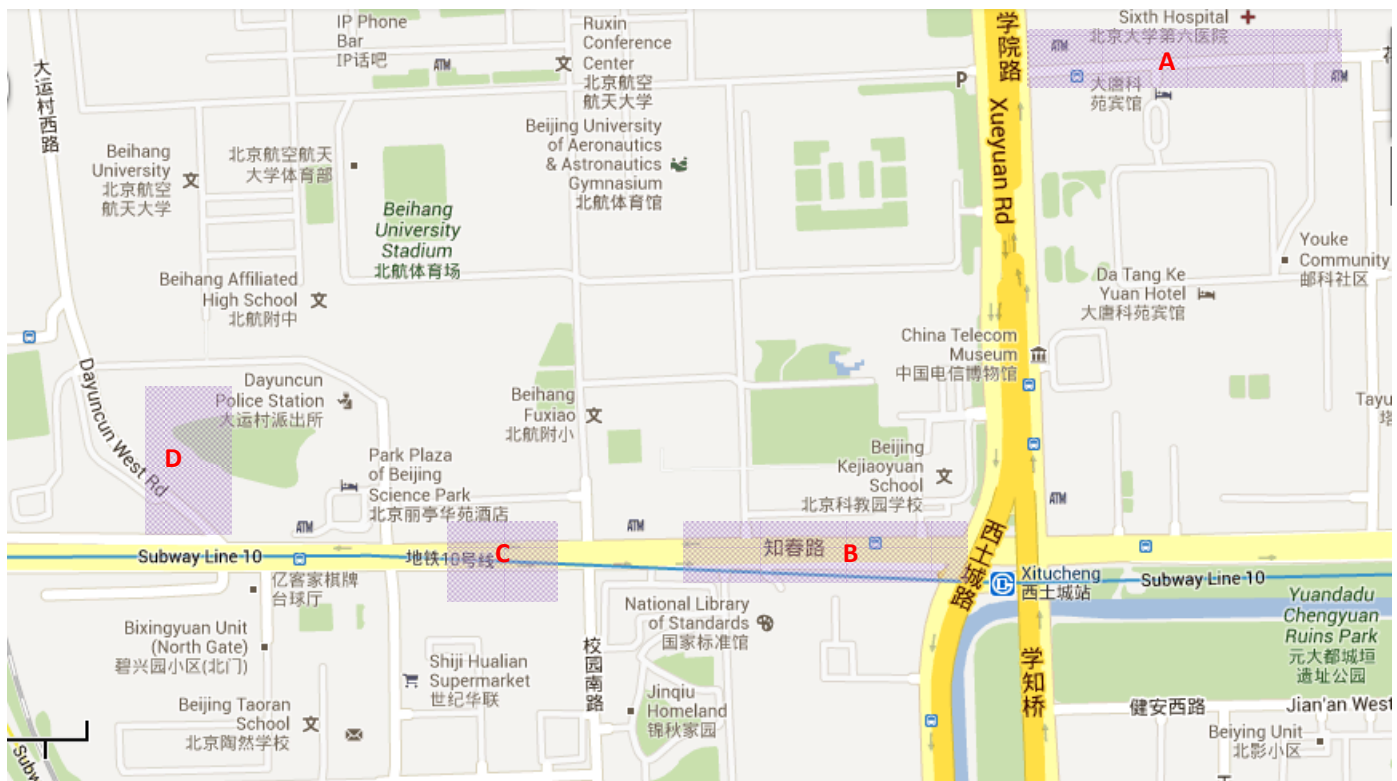 IP Phone
Bar
IP话吧
ATM
Ruxin
Conference
Center
北京航空
航天大学
学院路
Xueyuan Rd
P
Sixth Hospital
北京大学第六医院
ATM
A
大唐科
苑宾馆
ATM
大运村西路
Beihang
University
北京航空
航天大学
文
文
北京航空航天
大学体育部
Beijing University
of Aeronautics
& Astronautics
Gymnasium
北航体育馆
Beihang
University
Stadium
北航体育场
Youke
Community
邮科社区
Beihang Affiliated
High School
北航附中
文
Da Tang Ke
Yuan Hotel
大唐科苑宾馆
China Telecom
Museum
中国电信博物馆
Dayuncun West Rd
Dayuncun
Police Station
大运村派出所
Beihang
Fuxiao
北航附小
文
Tayu
D
Park Plaza
of Beijing
Science Park
北京丽亭华苑酒店
Beijing
Kejiaoyuan
School
北京科教园学校
文
ATM
ATM
ATM
Subway Line 10
地铁10号线
C
知春路
B
西土城路
Xitucheng
西土城站
Subway Line 10
亿客家棋牌
台球厅
National Library
of Standards
国家标准馆
Yuandadu
Chengyuan
Ruins Park
元大都城垣
遗址公园
Bixingyuan Unit
(North Gate)
碧兴园小区(北门)
校园南路
Shiji Hualian
Supermarket
世纪华联
学知桥
Jinqiu
Homeland
锦秋家园
健安西路
Jian'an West
Beijing Taoran
School
北京陶然学校
文
Beiying Unit
北影小区
Subw